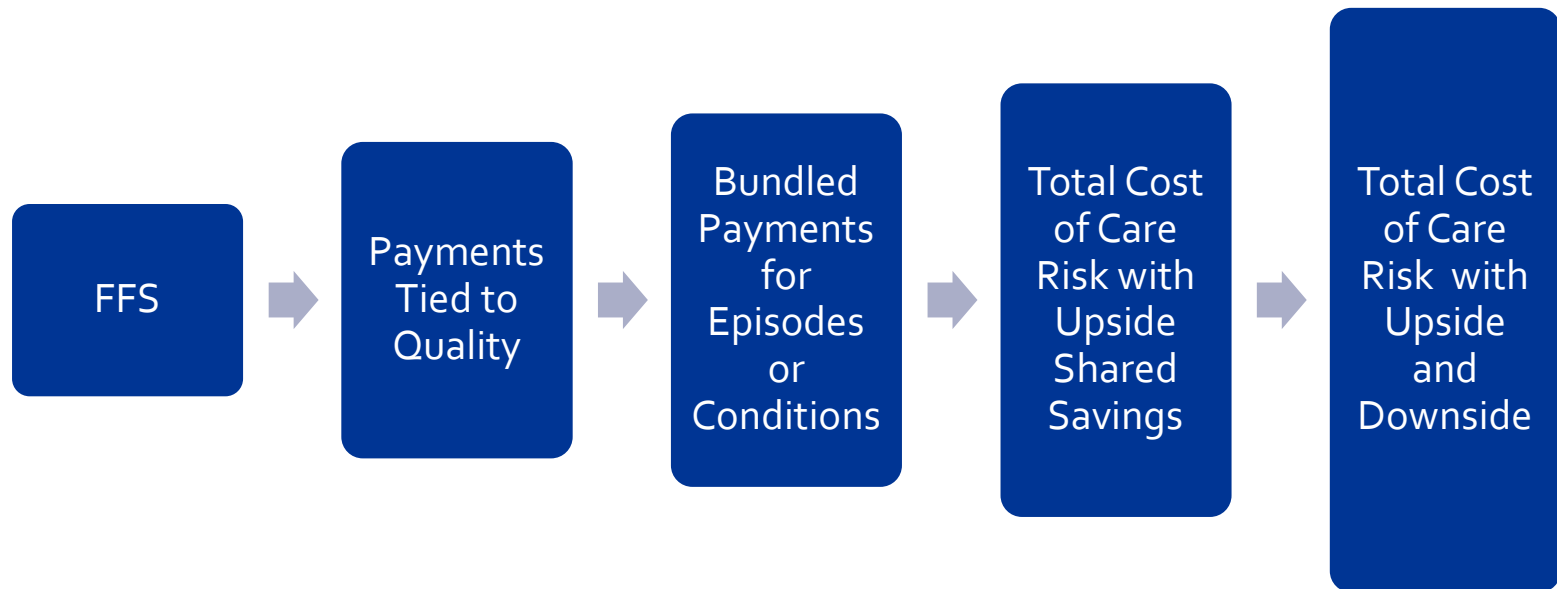 FFS
Payments
Tied to
Quality
Bundled
Payments
for
Episodes
or
Conditions
Total Cost
of Care
Risk with
Upside
Shared
Savings
Total Cost
of Care
Risk with
Upside
and
Downside